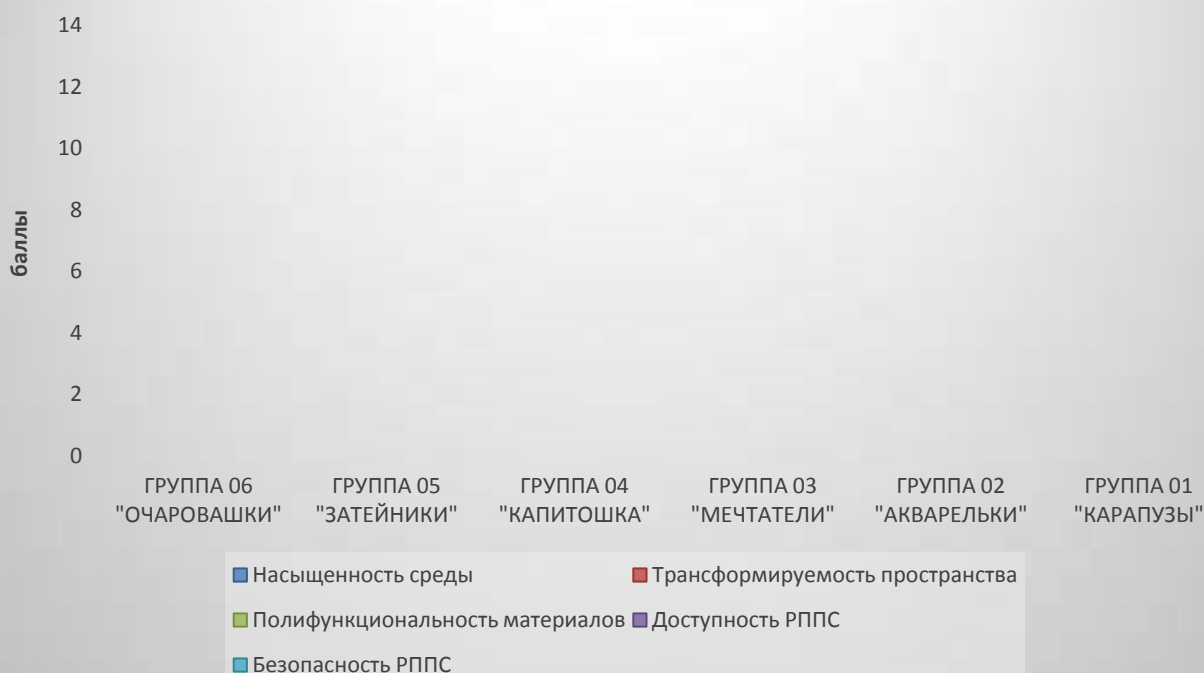 14
12
10
8
6
4
2
0
баллы
ГРУППА 06
"ОЧАРОВАШКИ"
ГРУППА 05
"ЗАТЕЙНИКИ"
ГРУППА 04
"КАПИТОШКА"
ГРУППА 03
"МЕЧТАТЕЛИ"
ГРУППА 02
"АКВАРЕЛЬКИ"
ГРУППА 01
"КАРАПУЗЫ"
Насыщенность среды
Трансформируемость пространства
Полифункциональность материалов
Доступность РППС
Безопасность РППС